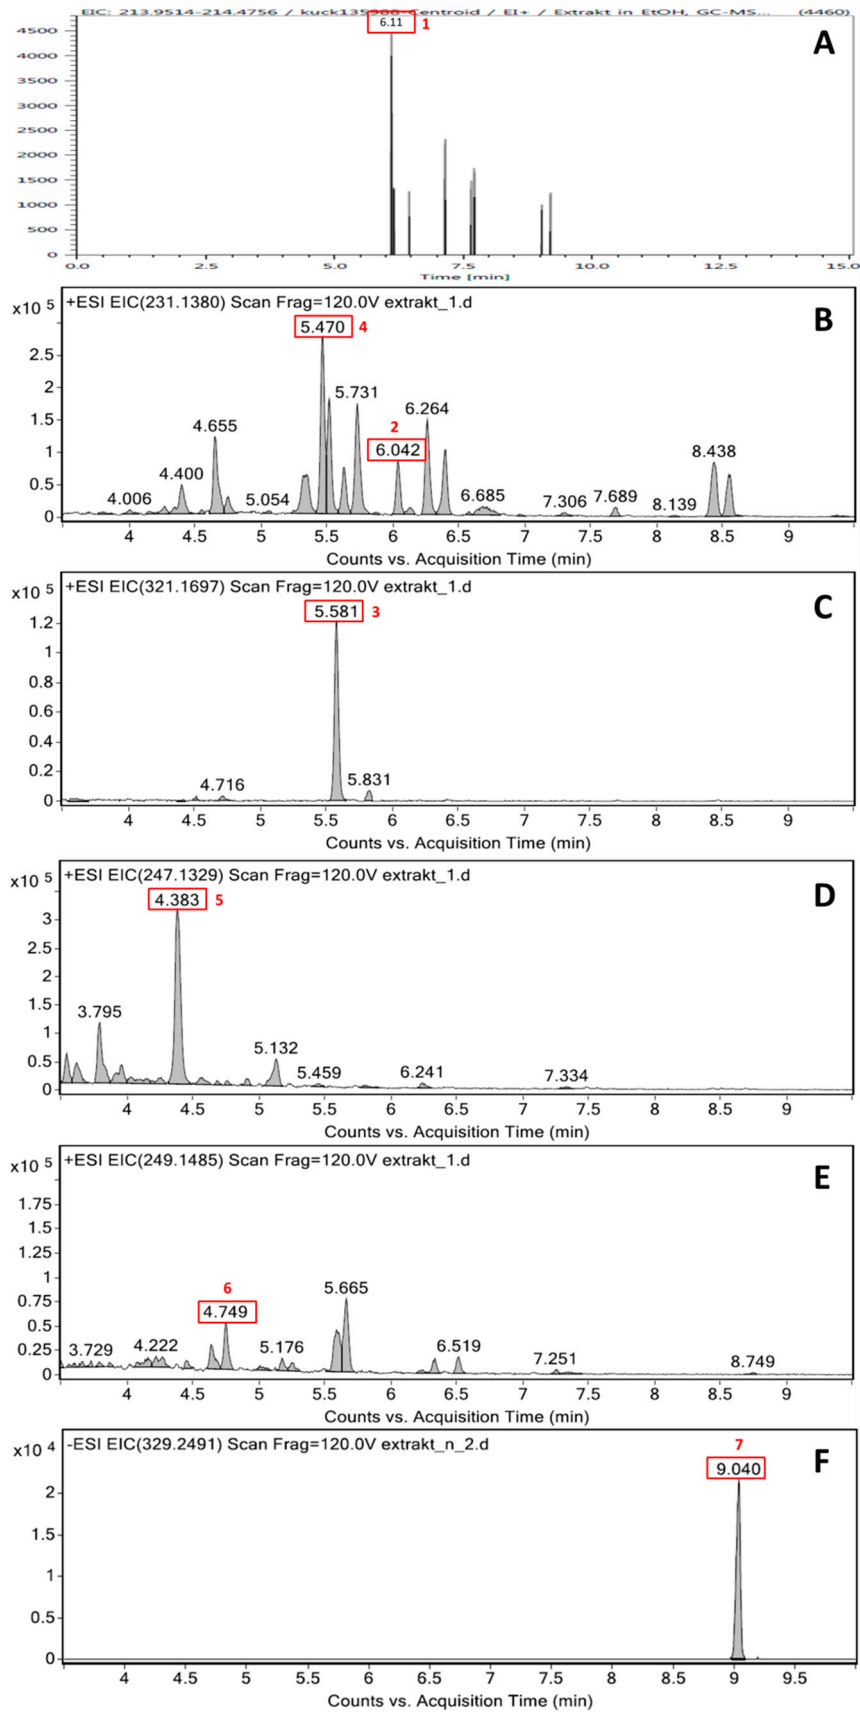 EIC: 213.9514-214.4756 / kuck135988 Centroid / EI+ / Extrakt in EtOH, GC-MS... (4460)
6.11 1
A
4500
4000
3500
3000
2500
2000
1500
1000
500
0
0.0 2.5 5.0 7.5 10.0 12.5 15.0
Time [min]
x10 5 +ESI EIC(231.1380) Scan Frag=120.0V extrakt_1.d
B
5.470 4
2.5
2
1.5
1
0.5
0
5.731
6.264
4.655
2
6.042
8.438
4.400
4.006 5.054 6.685 7.306 7.689 8.139
4 4.5 5 5.5 6 6.5 7 7.5 8 8.5 9
Counts vs. Acquisition Time (min)
x10 5 +ESI EIC(321.1697) Scan Frag=120.0V extrakt_1.d
C
5.581 3
1.2
1
0.8
0.6
0.4
0.2
0
4.716 5.831
4 4.5 5 5.5 6 6.5 7 7.5 8 8.5 9
Counts vs. Acquisition Time (min)
x10 5 +ESI EIC(247.1329) Scan Frag=120.0V extrakt_1.d
D
4.383 5
3
2.5
2
1.5
1
0.5
0
3.795
5.132
5.459 6.241 7.334
4 4.5 5 5.5 6 6.5 7 7.5 8 8.5 9
Counts vs. Acquisition Time (min)
x10 5 +ESI EIC(249.1485) Scan Frag=120.0V extrakt_1.d
E
1.75
1.5
1.25
1
0.75
0.5
0.25
0
6
4.749
5.665
3.729 4.222 5.176 6.519 7.251 8.749
4 4.5 5 5.5 6 6.5 7 7.5 8 8.5 9
Counts vs. Acquisition Time (min)
x10 4 -ESI EIC(329.2491) Scan Frag=120.0V extrakt_n_2.d
7
9.040
F
2
1.5
1
0.5
0
4 4.5 5 5.5 6 6.5 7 7.5 8 8.5 9 9.5
Counts vs. Acquisition Time (min)